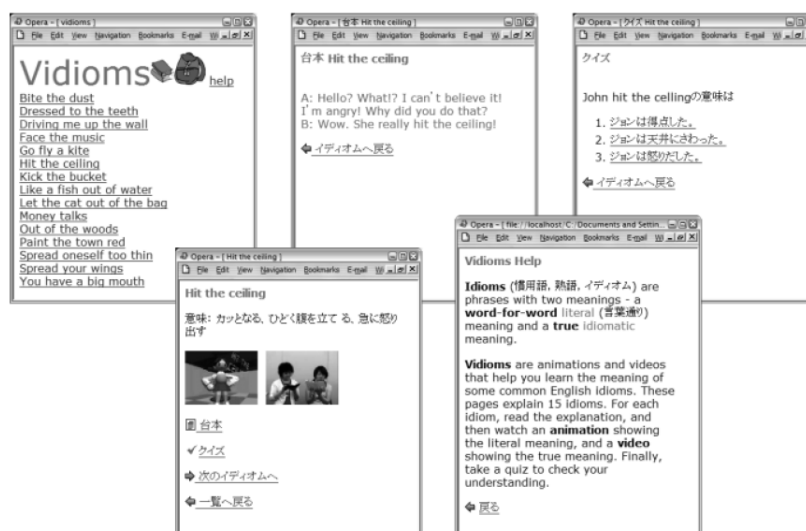 Opera - [ vidioms ]
File Edit View Navigation Bookmarks E-mail Wi
Vidioms help
Bite the dust
Dressed to the teeth
Driving me up the wall
Face the music
Go fly a kite
Hit the ceiling
Kick the bucket
Like a fish out of water
Let the cat out of the bag
Money talks
Out of the woods
Paint the town red
Spread oneself too thin
Spread your wings
You have a big mouth
Opera - [ 台本 Hit the ceiling ]
File Edit View Navigation Bookmarks E-mail Wi
台本 Hit the ceiling
A: Hello? What!? I can't believe it!
I'm angry! Why did you do that?
B: Wow. She really hit the ceiling!
イディオムへ戻る
Opera - [ クイズ Hit the ceiling ]
File Edit View Navigation Bookmarks E-mail Wi
クイズ
John hit the cellingの意味は
1. ジョンは得点した。
2. ジョンは天井にさわった。
3. ジョンは怒りだした。
イディオムへ戻る
Opera - [ Hit the ceiling ]
File Edit View Navigation Bookmarks E-mail Wi
Hit the ceiling
意味: カッとなる、ひどく腹を立て る、急に怒り
出す
台本
クイズ
次のイディオムへ
一覧へ戻る
Opera - [ file://localhost/C:/Documents and Settin...
File Edit View Navigation Bookmarks E-mail Wi
Vidioms Help
Idioms (慣用語, 熟語, イディオム) are
phrases with two meanings - a
word-for-word literal (言葉通り)
meaning and a true idiomatic
meaning.
Vidioms are animations and videos
that help you learn the meaning of
some common English idioms. These
pages explain 15 idioms. For each
idiom, read the explanation, and
then watch an animation showing
the literal meaning, and a video
showing the true meaning. Finally,
take a quiz to check your
understanding.
戻る